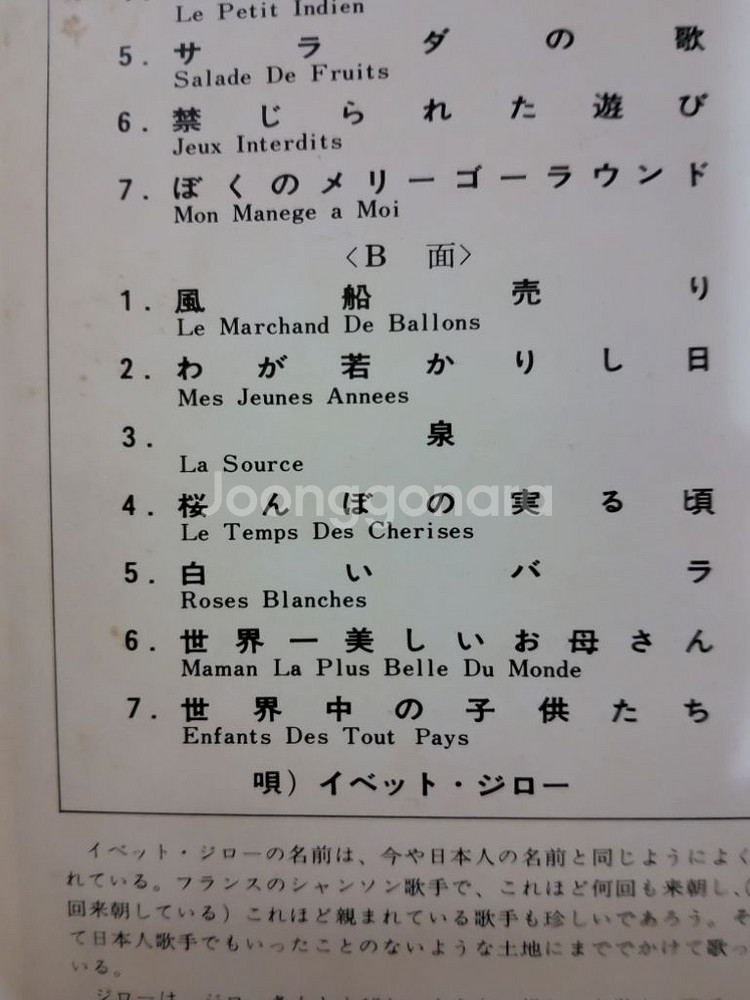 Le Petit Indien
5. サラダの歌
Salade De Fruits
6. 禁じられた遊び
Jeux Interdits
7. ぼくのメリーゴーラウンド
Mon Manege a Moi
〈B 面〉
1. 風船売り
Le Marchand De Ballons
2. わが若かりし日
Mes Jeunes Annees
3. 泉
La Source
Joonggonara
4. 桜んぼの実る頃
Le Temps Des Cherises
5. 白いバラ
Roses Blanches
6. 世界一美しいお母さん
Maman La Plus Belle Du Monde
7. 世界中の子供たち
Enfants Des Tout Pays
唄）イベット・ジロー
イベット・ジローの名前は、今や日本人の名前と同じようによく
れている。フランスのシャンソン歌手で、これほど何回も来朝し、（
回来朝している）これほど親まれている歌手も珍しいであろう。そ
て日本人歌手でもいったことのないような土地にまででかけて歌っ
いる。